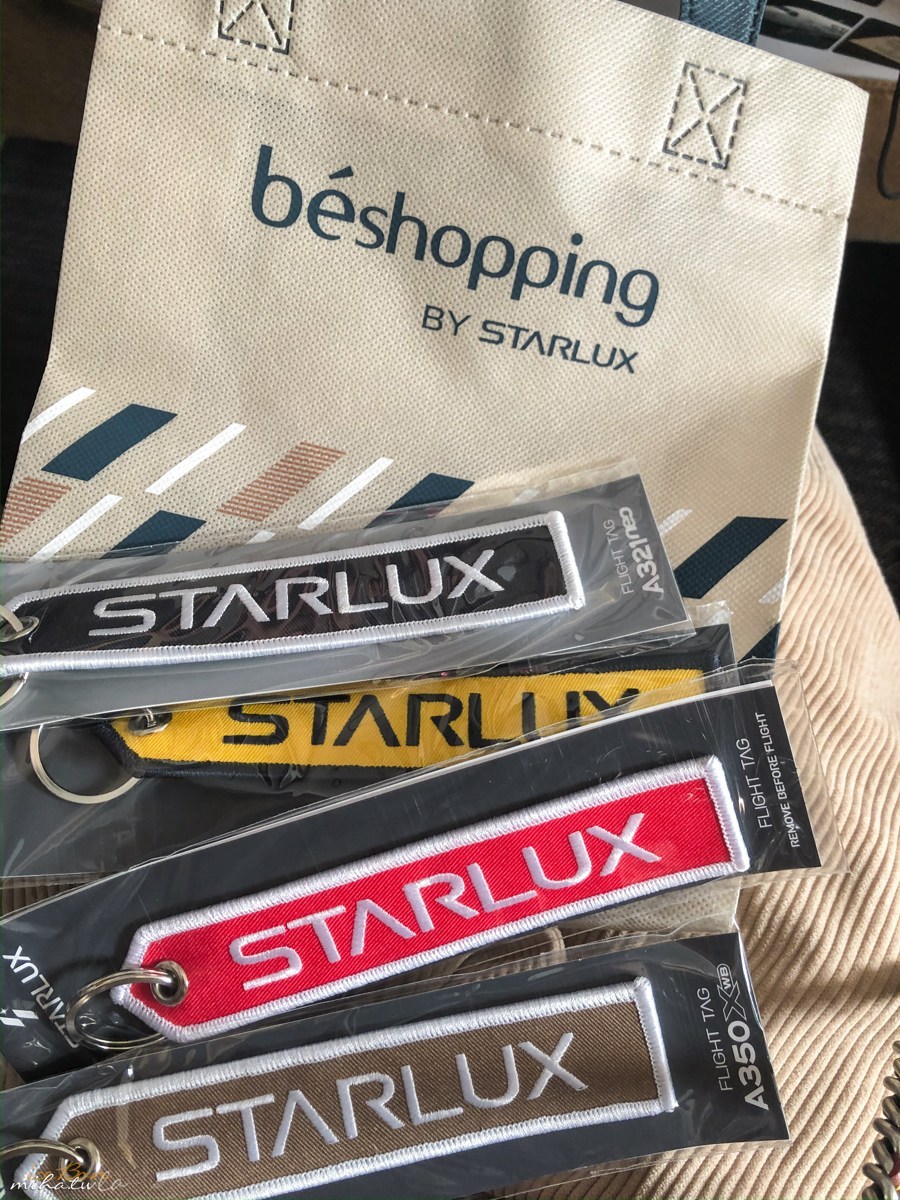 béshopping
BY STARLUX
STARLUX
FLIGHT TAG
A321neo
STARLUX
STARLUX
FLIGHT TAG
REMOVE BEFORE FLIGHT
STARLUX
STARLUX
FLIGHT TAG
A350XWB